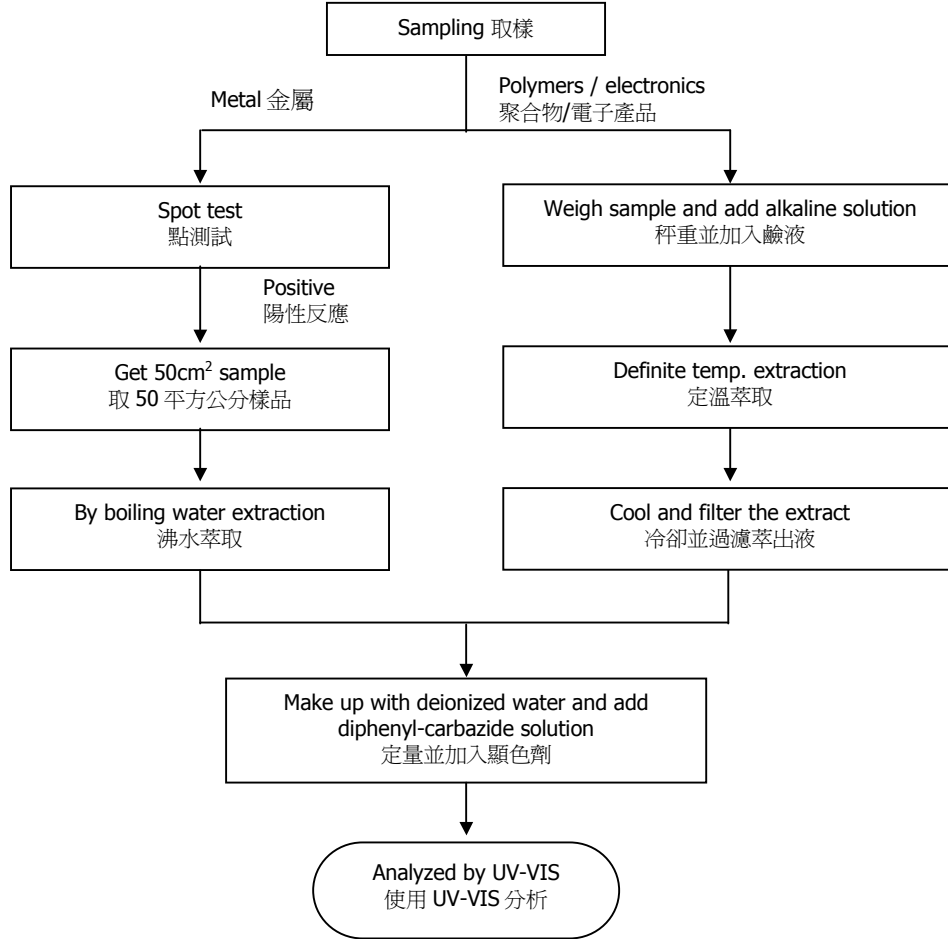 Sampling 取樣
Metal 金屬
Polymers / electronics
聚合物/電子產品
Spot test
點測試
Weigh sample and add alkaline solution
秤重並加入鹼液
Positive
陽性反應
Get 50cm² sample
取 50 平方公分樣品
Definite temp. extraction
定溫萃取
By boiling water extraction
沸水萃取
Cool and filter the extract
冷卻並過濾萃出液
Make up with deionized water and add
diphenyl-carbazide solution
定量並加入顯色劑
Analyzed by UV-VIS
使用 UV-VIS 分析